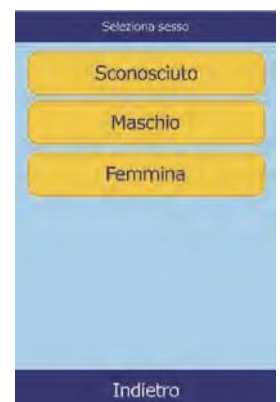 Seleziona sesso
Sconosciuto
Maschio
Femmina
Indietro